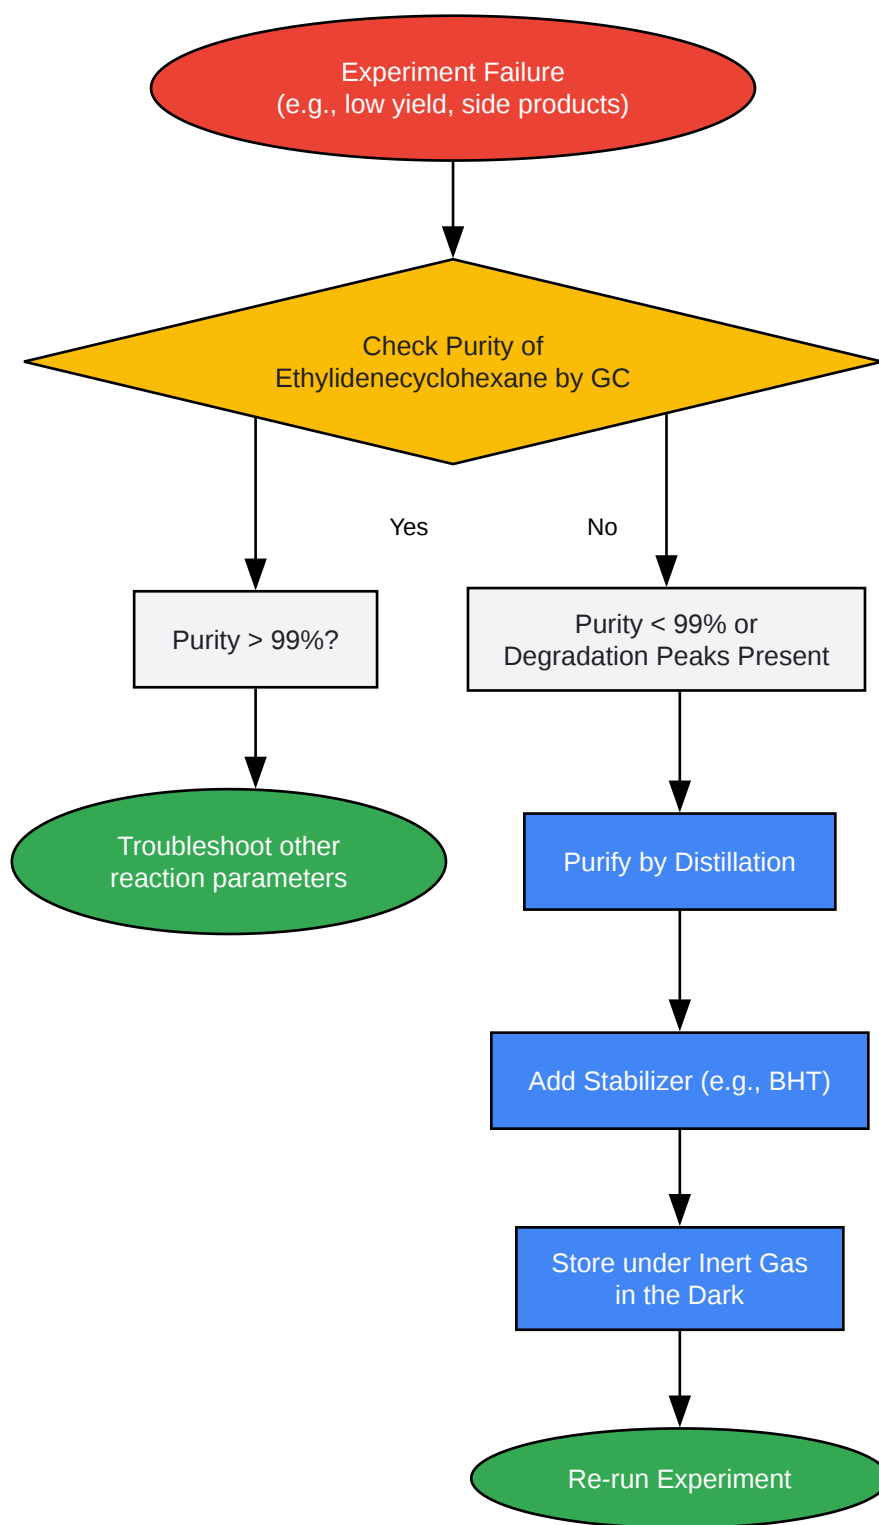 Experiment Failure
(e.g., low yield, side products)
Check Purity of
Ethylidenecyclohexane by GC
Yes
No
Purity > 99%?
Purity < 99% or
Degradation Peaks Present
Troubleshoot other
reaction parameters
Purify by Distillation
Add Stabilizer (e.g., BHT)
Store under Inert Gas
in the Dark
Re-run Experiment